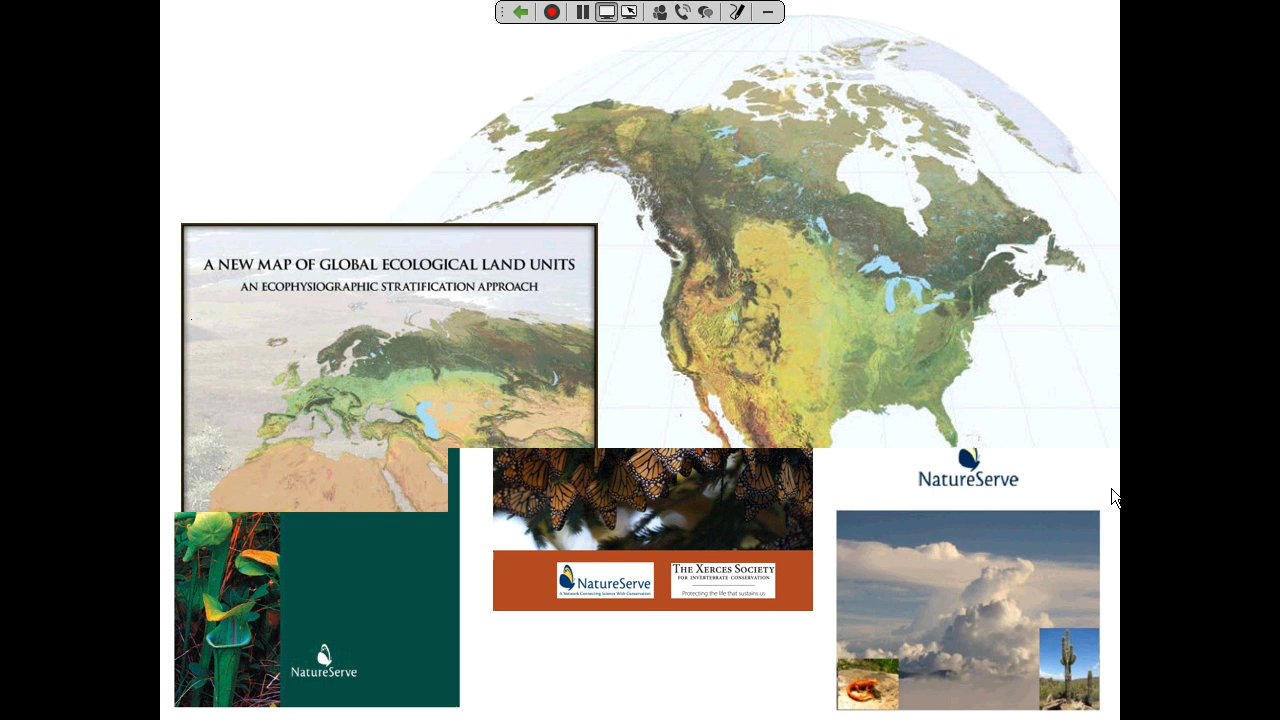 A NEW MAP OF GLOBAL ECOLOGICAL LAND UNITS
AN ECOPHYSIOGRAPHIC STRATIFICATION APPROACH
NatureServe
NatureServe
A Network Connecting Science With Conservation
THE XERCES SOCIETY
FOR INVERTEBRATE CONSERVATION
Protecting the life that sustains us
NatureServe